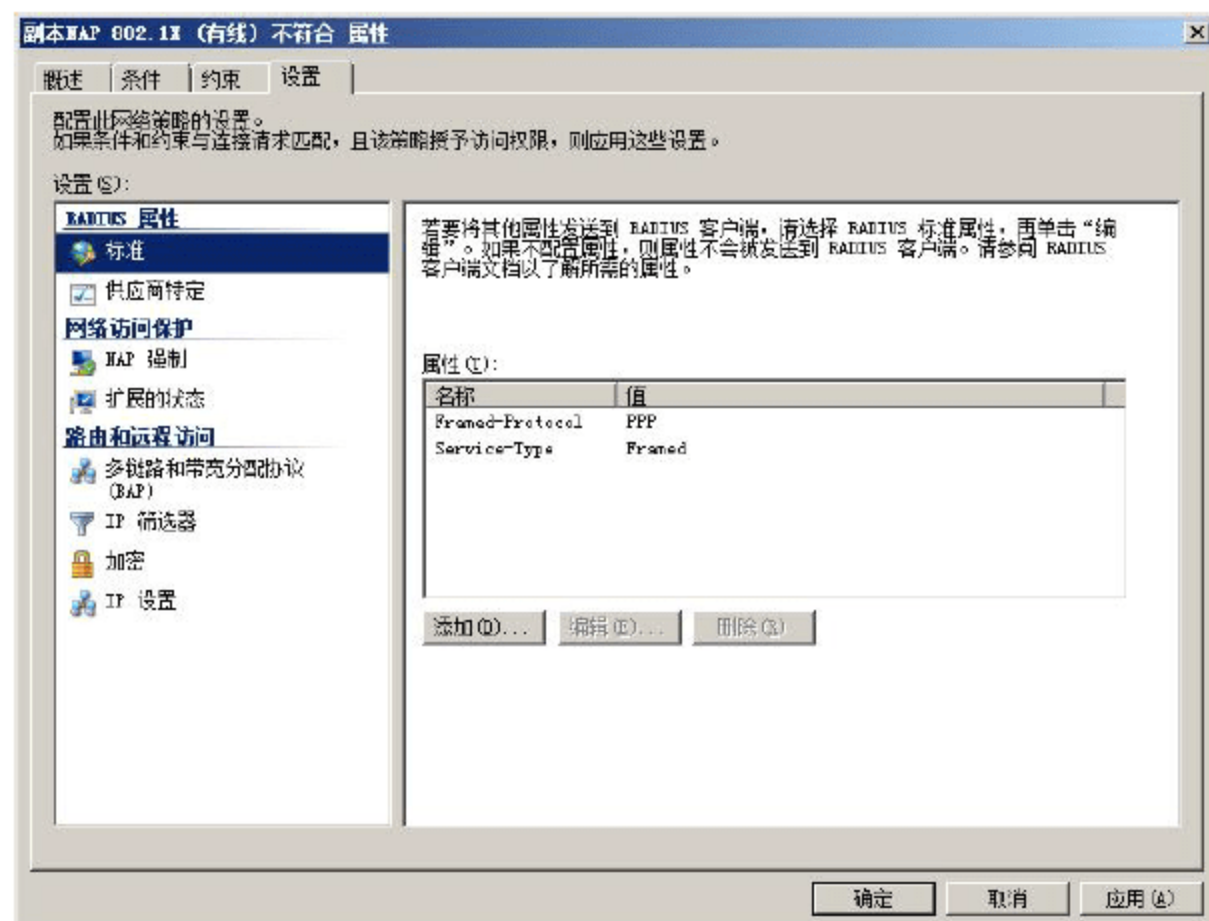 副本NAP 802.1X (有线) 不符合 属性
概述
条件
约束
设置
配置此网络策略的设置。
如果条件和约束与连接请求匹配，且该策略授予访问权限，则应用这些设置。
设置(S):
RADIUS 属性
标准
供应商特定
网络访问保护
NAP 强制
扩展的状态
路由和远程访问
多链路和带宽分配协议
(BAP)
IP 筛选器
加密
IP 设置
若要将其他属性发送到 RADIUS 客户端，请选择 RADIUS 标准属性，再单击“编
辑”。如果不配置属性，则属性不会被发送到 RADIUS 客户端。请参阅 RADIUS
客户端文档以了解所需的属性。
属性(T):
名称 值
Framed-Protocol PPP
Service-Type Framed
添加(D)... 编辑(E)... 删除(R)
确定 取消 应用(A)